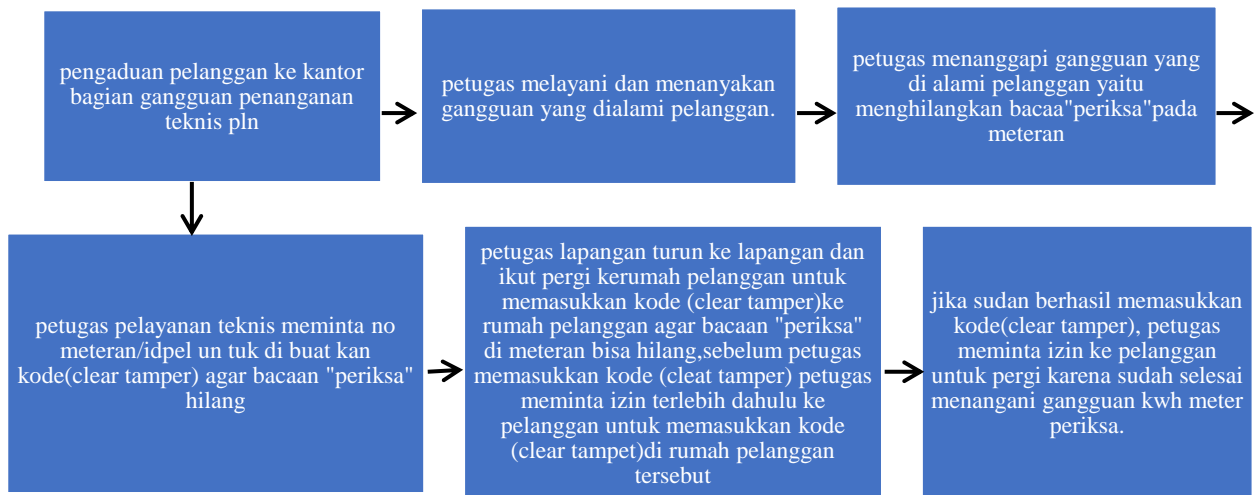 pengaduan pelanggan ke kantor
bagian gangguan penanganan
teknis pln
petugas melayani dan menanyakan
gangguan yang dialami pelanggan.
petugas menanggapi gangguan yang
di alami pelanggan yaitu
menghilangkan bacaa"periksa"pada
meteran
petugas pelayanan teknis meminta no
meteran/idpel un tuk di buat kan
kode(clear tamper) agar bacaan "periksa"
hilang
petugas lapangan turun ke lapangan dan
ikut pergi kerumah pelanggan untuk
memasukkan kode (clear tamper)ke
rumah pelanggan agar bacaan "periksa"
di meteran bisa hilang,sebelum petugas
memasukkan kode (cleat tamper) petugas
meminta izin terlebih dahulu ke
pelanggan untuk memasukkan kode
(clear tampet)di rumah pelanggan
tersebut
jika sudan berhasil memasukkan
kode(clear tamper), petugas
meminta izin ke pelanggan
untuk pergi karena sudah selesai
menangani gangguan kwh meter
periksa.